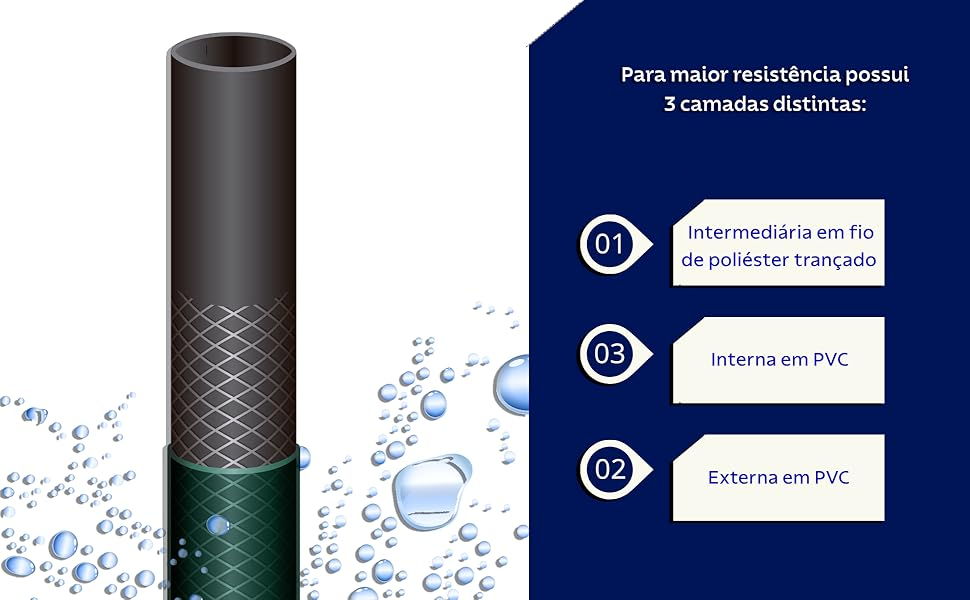 Para maior resistência possui
3 camadas distintas:
01
Intermediária em fio
de poliéster trançado
03
Interna em PVC
02
Externa em PVC